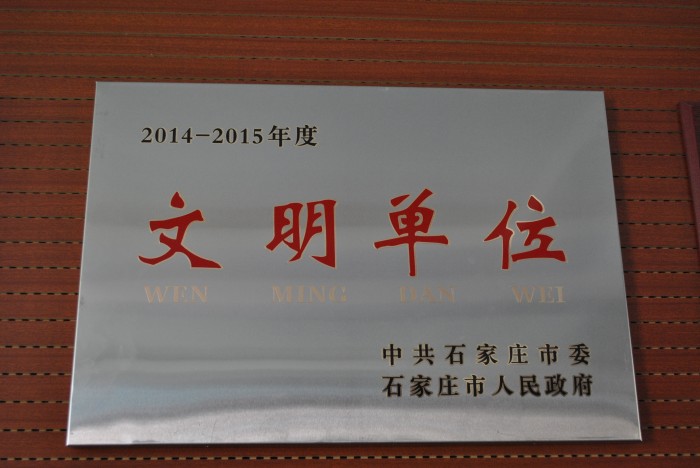 2014-2015年度
文明单位
WEN MING DAN WEI
中共石家庄市委
石家庄市人民政府